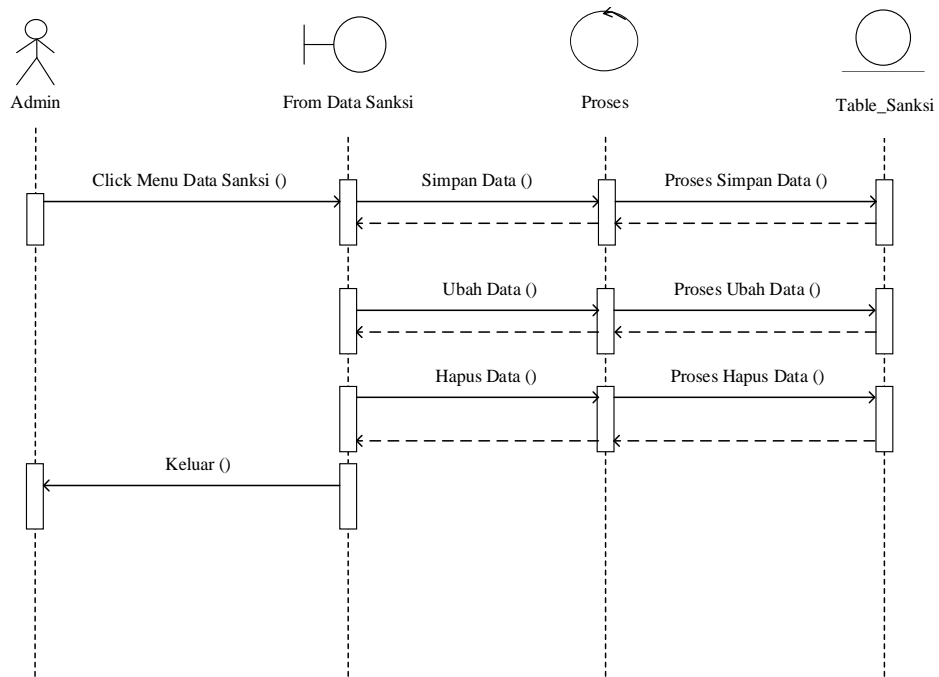 Admin
From Data Sanksi
Proses
Table_Sanksi
Click Menu Data Sanksi ()
Simpan Data ()
Proses Simpan Data ()
Ubah Data ()
Proses Ubah Data ()
Hapus Data ()
Proses Hapus Data ()
Keluar ()